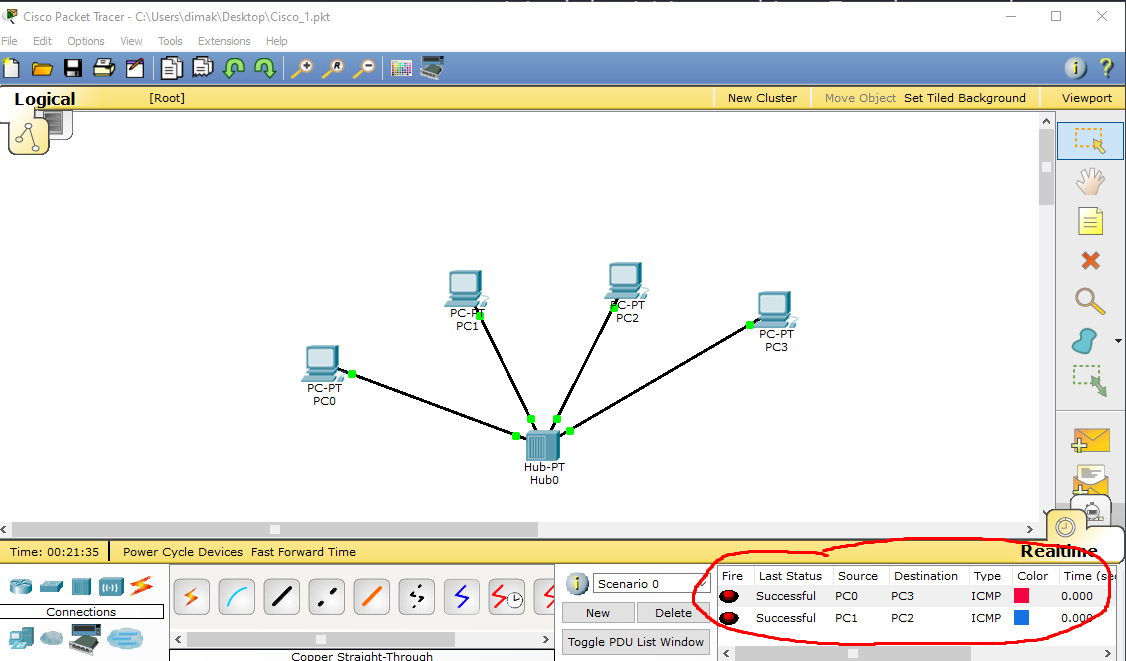 Cisco Packet Tracer - C:\Users\dimak\Desktop\Cisco_1.pkt
File Edit Options View Tools Extensions Help
Logical [Root] New Cluster Move Object Set Tiled Background Viewport
PC-PT
PC1
PC-PT
PC2
PC-PT
PC3
PC-PT
PC0
Hub-PT
Hub0
Time: 00:21:35 Power Cycle Devices Fast Forward Time Realtime
Connections
Copper Straight-Through
Scenario 0
New Delete
Toggle PDU List Window
Fire Last Status Source Destination Type Color Time (sec
Successful PC0 PC3 ICMP 0.000
Successful PC1 PC2 ICMP 0.000